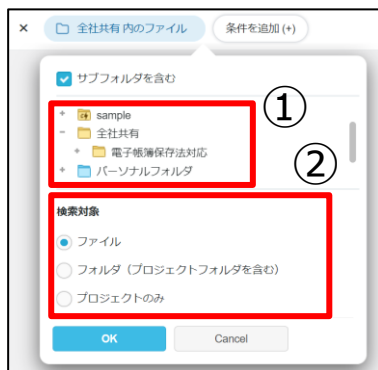 × 全社共有 内のファイル 条件を追加 (+)
サブフォルダを含む
①
+ sample
- 全社共有
+ 電子帳簿保存法対応
+ パーソナルフォルダ
②
検索対象
ファイル
フォルダ（プロジェクトフォルダを含む）
プロジェクトのみ
OK Cancel